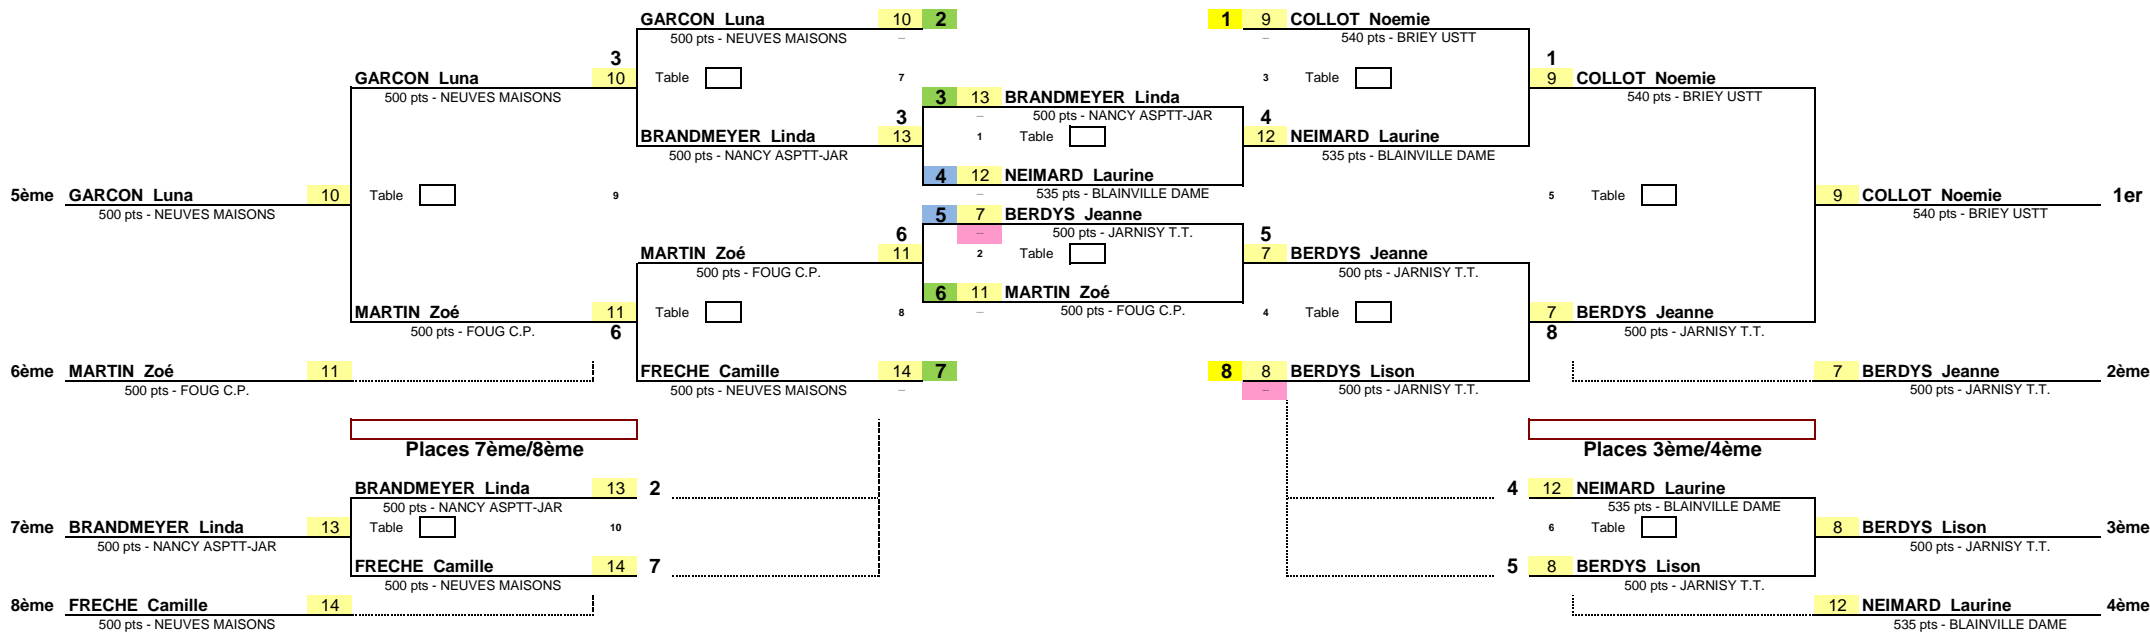 GARCON Luna 10 2 1 9 COLLOT Noemie
500 pts - NEUVES MAISONS – – 540 pts - BRIEY USTT
3 1
GARCON Luna 10 Table 7 3 Table 9 COLLOT Noemie
500 pts - NEUVES MAISONS 3 13 BRANDMEYER Linda 540 pts - BRIEY USTT
3 – 500 pts - NANCY ASPTT-JAR 4
BRANDMEYER Linda 13 1 Table 12 NEIMARD Laurine
500 pts - NANCY ASPTT-JAR 535 pts - BLAINVILLE DAME
4 12 NEIMARD Laurine
5ème GARCON Luna 10 Table 9 – 535 pts - BLAINVILLE DAME 5 Table 9 COLLOT Noemie 1er
500 pts - NEUVES MAISONS 5 7 BERDYS Jeanne 540 pts - BRIEY USTT
6 – 500 pts - JARNISY T.T. 5
MARTIN Zoé 11 2 Table 7 BERDYS Jeanne
500 pts - FOUG C.P. 500 pts - JARNISY T.T.
6 11 MARTIN Zoé
MARTIN Zoé 11 Table 8 – 500 pts - FOUG C.P. 4 Table 7 BERDYS Jeanne
500 pts - FOUG C.P. 6 8 500 pts - JARNISY T.T.
6ème MARTIN Zoé 11 FRECHE Camille 14 7 8 8 BERDYS Lison 7 BERDYS Jeanne 2ème
500 pts - FOUG C.P. 500 pts - NEUVES MAISONS – – 500 pts - JARNISY T.T. 500 pts - JARNISY T.T.
Places 7ème/8ème Places 3ème/4ème
BRANDMEYER Linda 13 2 4 12 NEIMARD Laurine
500 pts - NANCY ASPTT-JAR 535 pts - BLAINVILLE DAME
7ème BRANDMEYER Linda 13 Table 10 6 Table 8 BERDYS Lison 3ème
500 pts - NANCY ASPTT-JAR 500 pts - JARNISY T.T.
FRECHE Camille 14 7 5 8 BERDYS Lison
500 pts - NEUVES MAISONS 500 pts - JARNISY T.T.
8ème FRECHE Camille 14 12 NEIMARD Laurine 4ème
500 pts - NEUVES MAISONS 535 pts - BLAINVILLE DAME